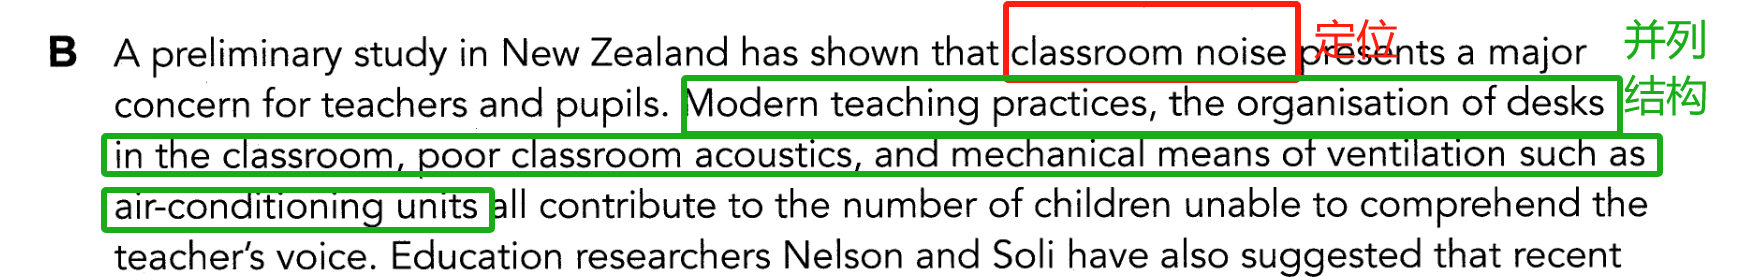 B A preliminary study in New Zealand has shown that classroom noise presents a major
定位
并列
结构
concern for teachers and pupils. Modern teaching practices, the organisation of desks
in the classroom, poor classroom acoustics, and mechanical means of ventilation such as
air-conditioning units all contribute to the number of children unable to comprehend the
teacher's voice. Education researchers Nelson and Soli have also suggested that recent